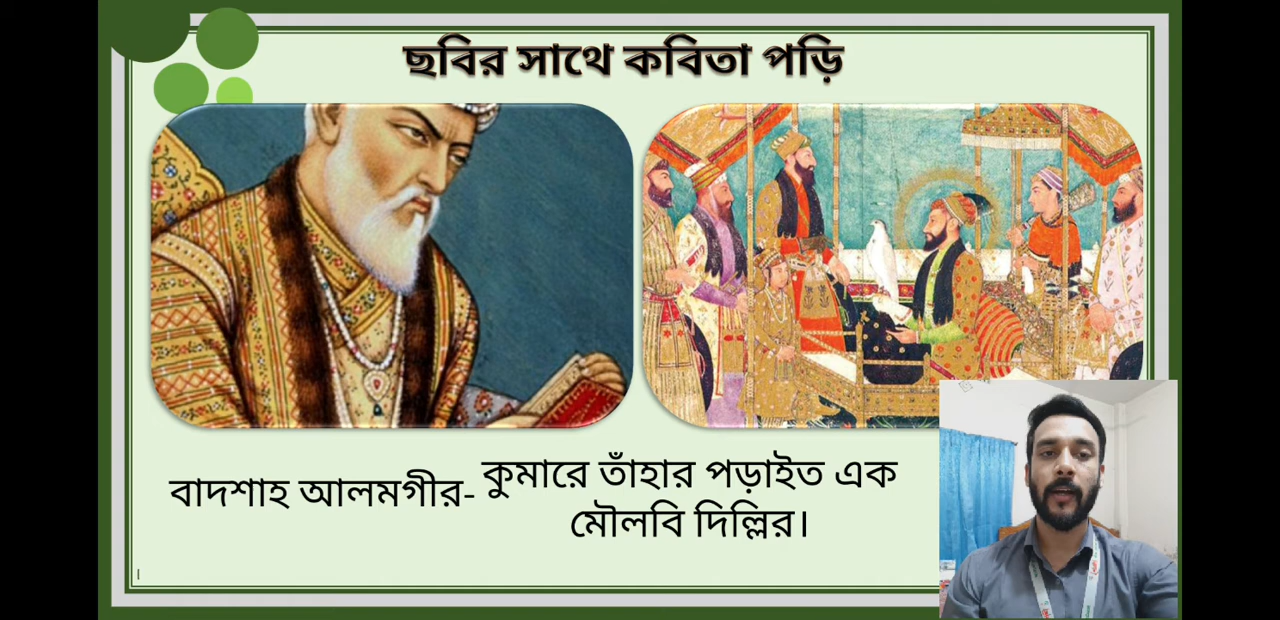 ছবির সাথে কবিতা পড়ি
বাদশাহ আলমগীর-
কুমারে তাঁহার পড়াইত এক
মৌলবি দিল্লির।